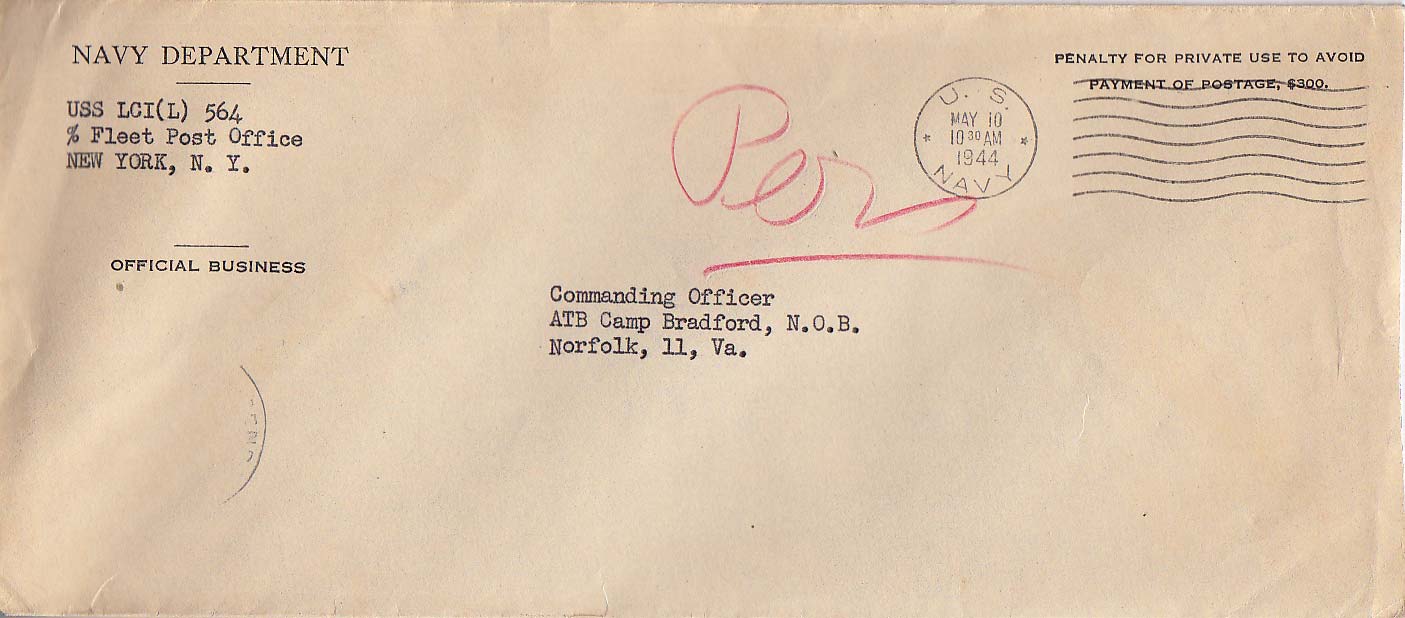 NAVY DEPARTMENT
USS LCI(L) 564
% Fleet Post Office
NEW YORK, N. Y.
OFFICIAL BUSINESS
Pers
U. S.
MAY 10
10 30 AM
1944
NAVY
PENALTY FOR PRIVATE USE TO AVOID
PAYMENT OF POSTAGE, $300.
Commanding Officer
ATB Camp Bradford, N.O.B.
Norfolk, 11, Va.